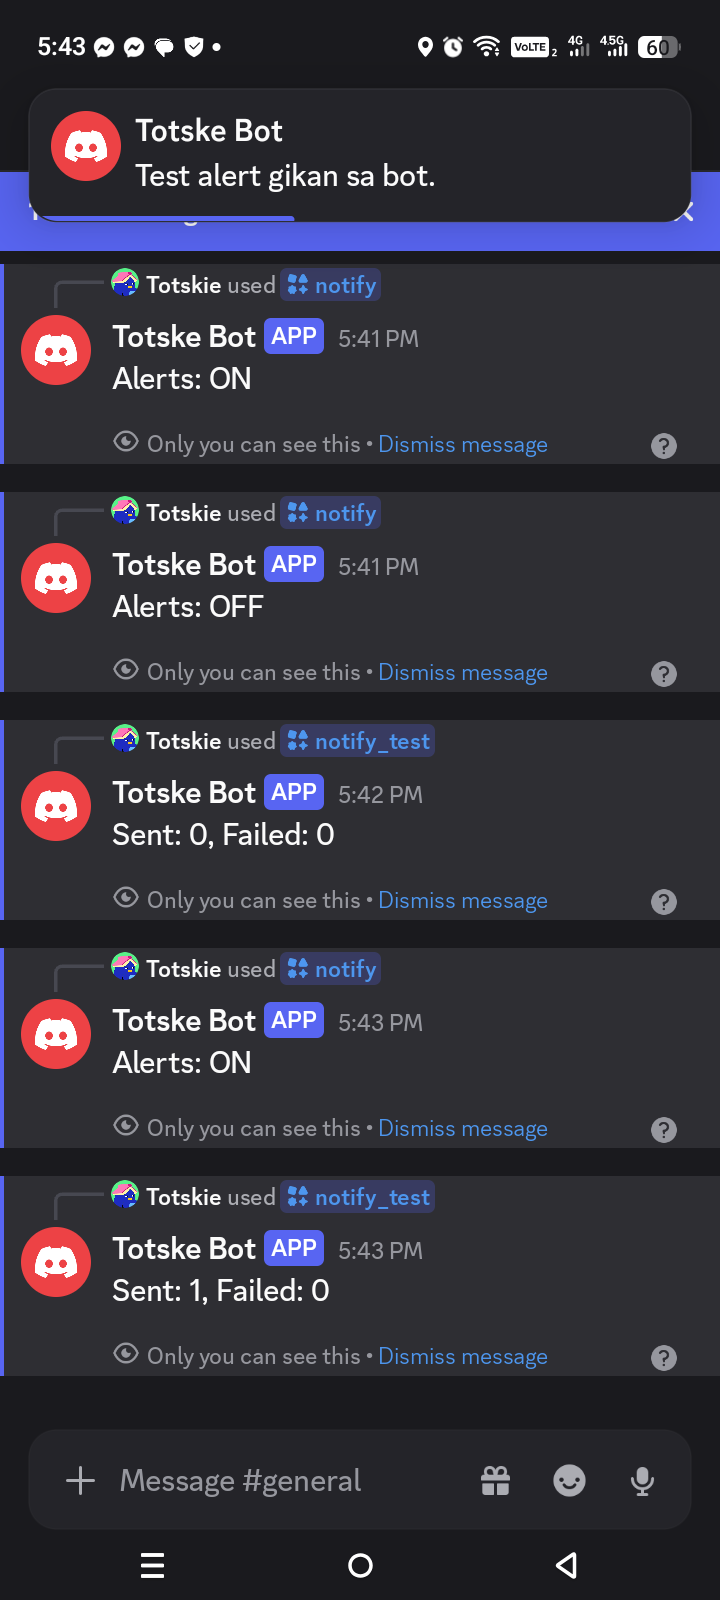 5:43 VoLTE 2 4G 4.5G 60
Totske Bot
Test alert gikan sa bot.
Totskie used notify
Totske Bot APP 5:41 PM
Alerts: ON
Only you can see this • Dismiss message ?
Totskie used notify
Totske Bot APP 5:41 PM
Alerts: OFF
Only you can see this • Dismiss message ?
Totskie used notify_test
Totske Bot APP 5:42 PM
Sent: 0, Failed: 0
Only you can see this • Dismiss message ?
Totskie used notify
Totske Bot APP 5:43 PM
Alerts: ON
Only you can see this • Dismiss message ?
Totskie used notify_test
Totske Bot APP 5:43 PM
Sent: 1, Failed: 0
Only you can see this • Dismiss message ?
Message #general